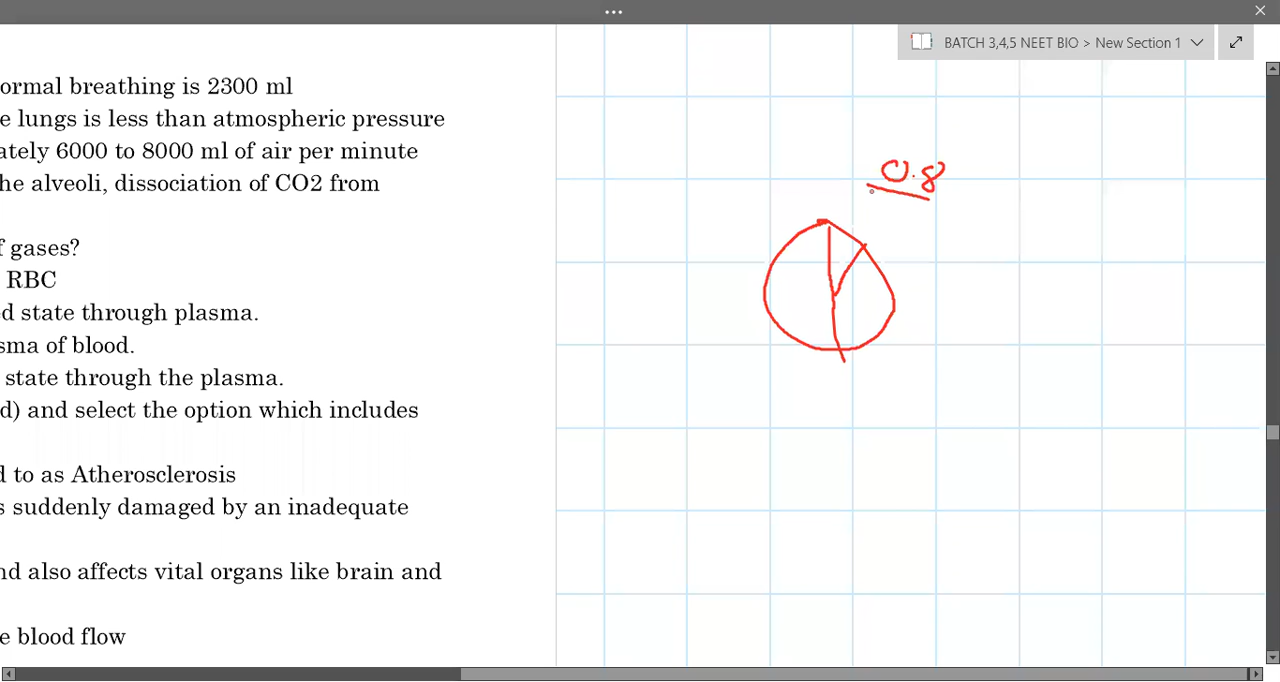 BATCH 3,4,5 NEET BIO > New Section 1
ormal breathing is 2300 ml
e lungs is less than atmospheric pressure
ately 6000 to 8000 ml of air per minute
he alveoli, dissociation of CO2 from
f gases?
RBC
d state through plasma.
sma of blood.
state through the plasma.
d) and select the option which includes
d to as Atherosclerosis
s suddenly damaged by an inadequate
nd also affects vital organs like brain and
e blood flow
0.8